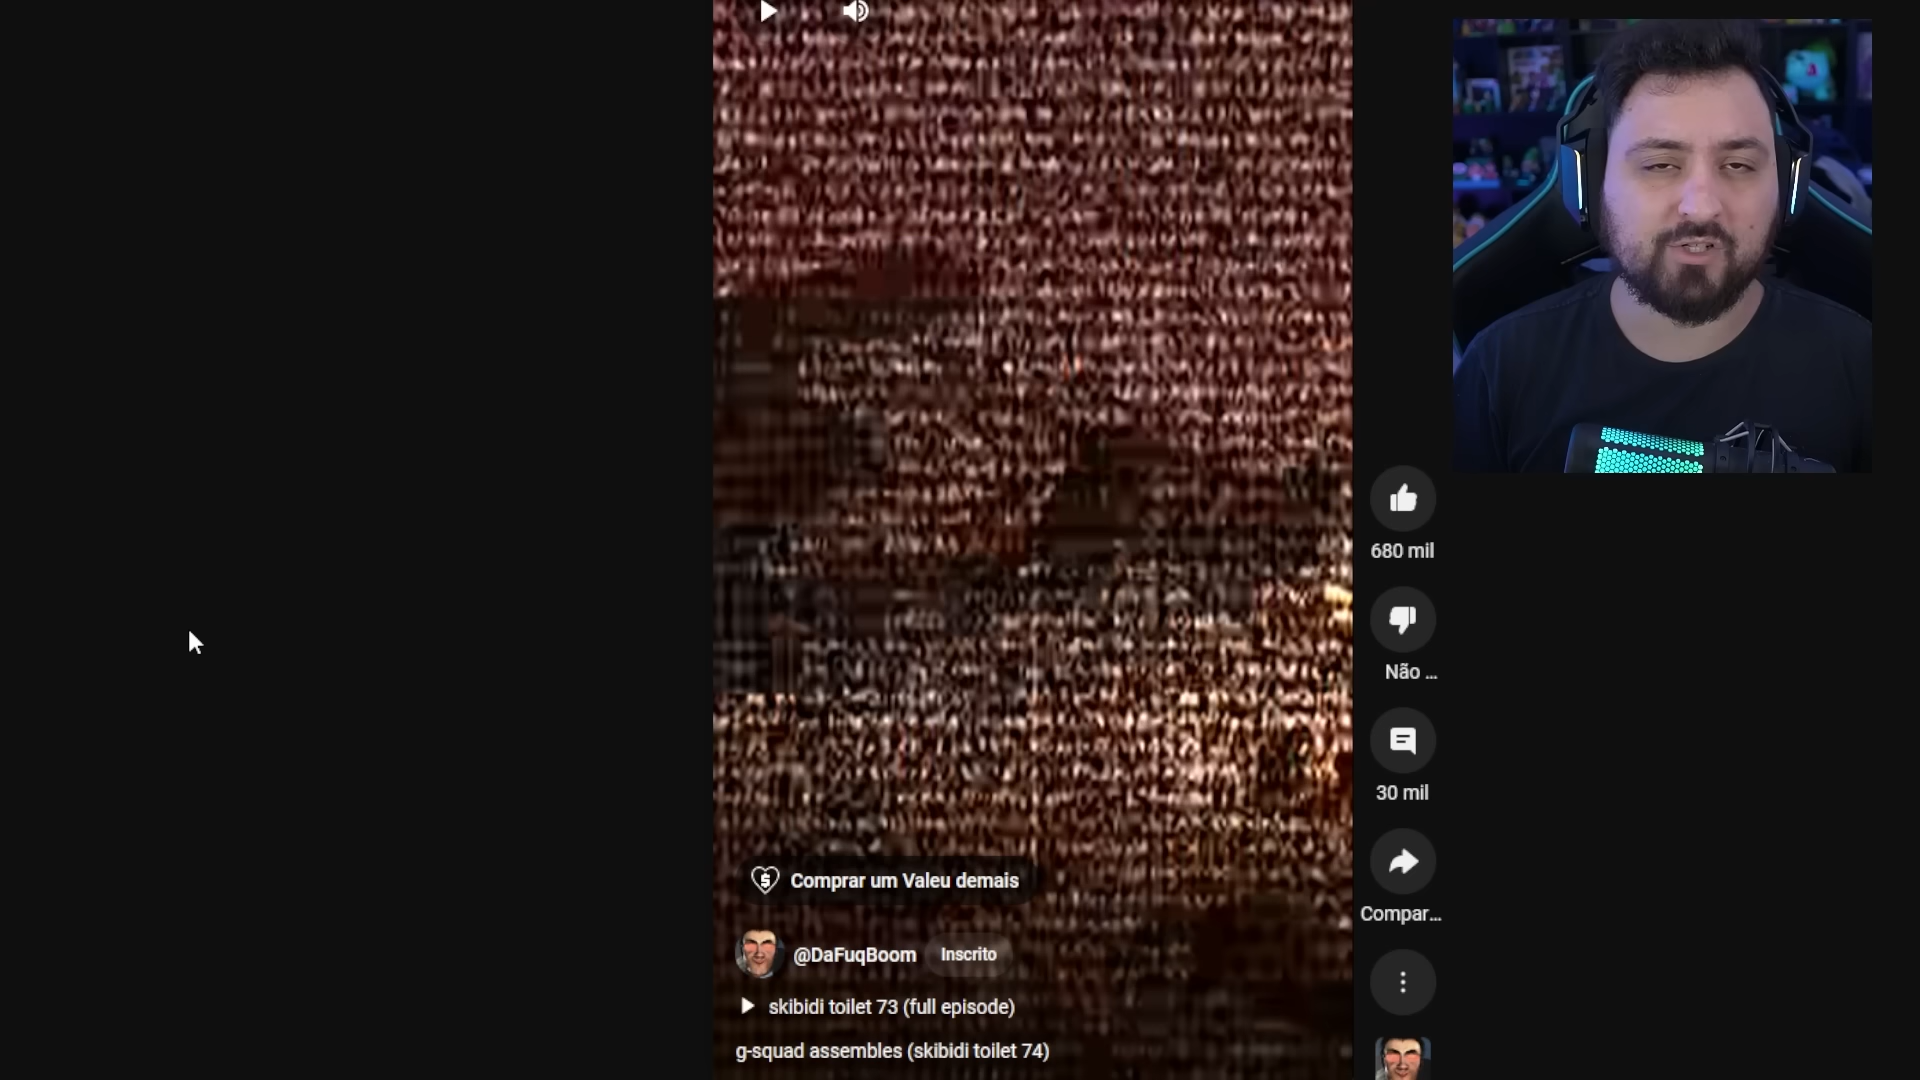 680 mil
Não ...
30 mil
Compar...
Comprar um Valeu demais
@DaFuqBoom Inscrito
skibidi toilet 73 (full episode)
g-squad assembles (skibidi toilet 74)